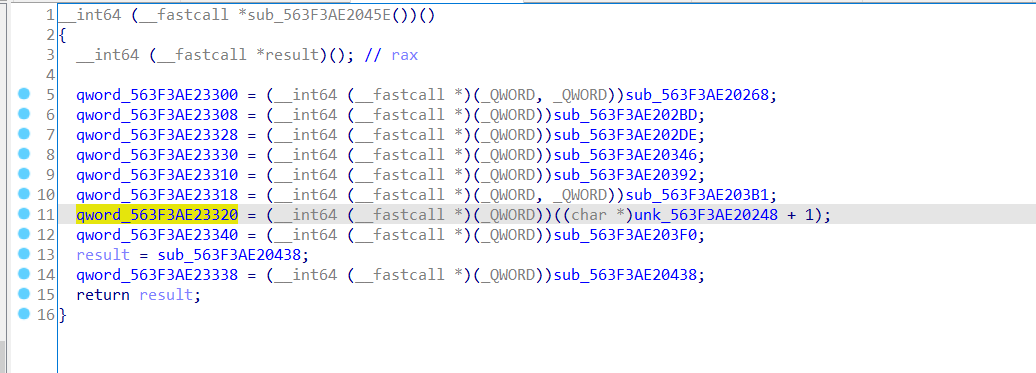 1 __int64 (__fastcall *sub_563F3AE2045E())()
2 {
3 __int64 (__fastcall *result)(); // rax
4
5 qword_563F3AE23300 = (__int64 (__fastcall *)(_QWORD, _QWORD))sub_563F3AE20268;
6 qword_563F3AE23308 = (__int64 (__fastcall *)(_QWORD))sub_563F3AE202BD;
7 qword_563F3AE23328 = (__int64 (__fastcall *)(_QWORD))sub_563F3AE202DE;
8 qword_563F3AE23330 = (__int64 (__fastcall *)(_QWORD))sub_563F3AE20346;
9 qword_563F3AE23310 = (__int64 (__fastcall *)(_QWORD))sub_563F3AE20392;
10 qword_563F3AE23318 = (__int64 (__fastcall *)(_QWORD, _QWORD))sub_563F3AE203B1;
11 qword_563F3AE23320 = (__int64 (__fastcall *)(_QWORD))((char *)unk_563F3AE20248 + 1);
12 qword_563F3AE23340 = (__int64 (__fastcall *)(_QWORD))sub_563F3AE203F0;
13 result = sub_563F3AE20438;
14 qword_563F3AE23338 = (__int64 (__fastcall *)(_QWORD))sub_563F3AE20438;
15 return result;
16 }